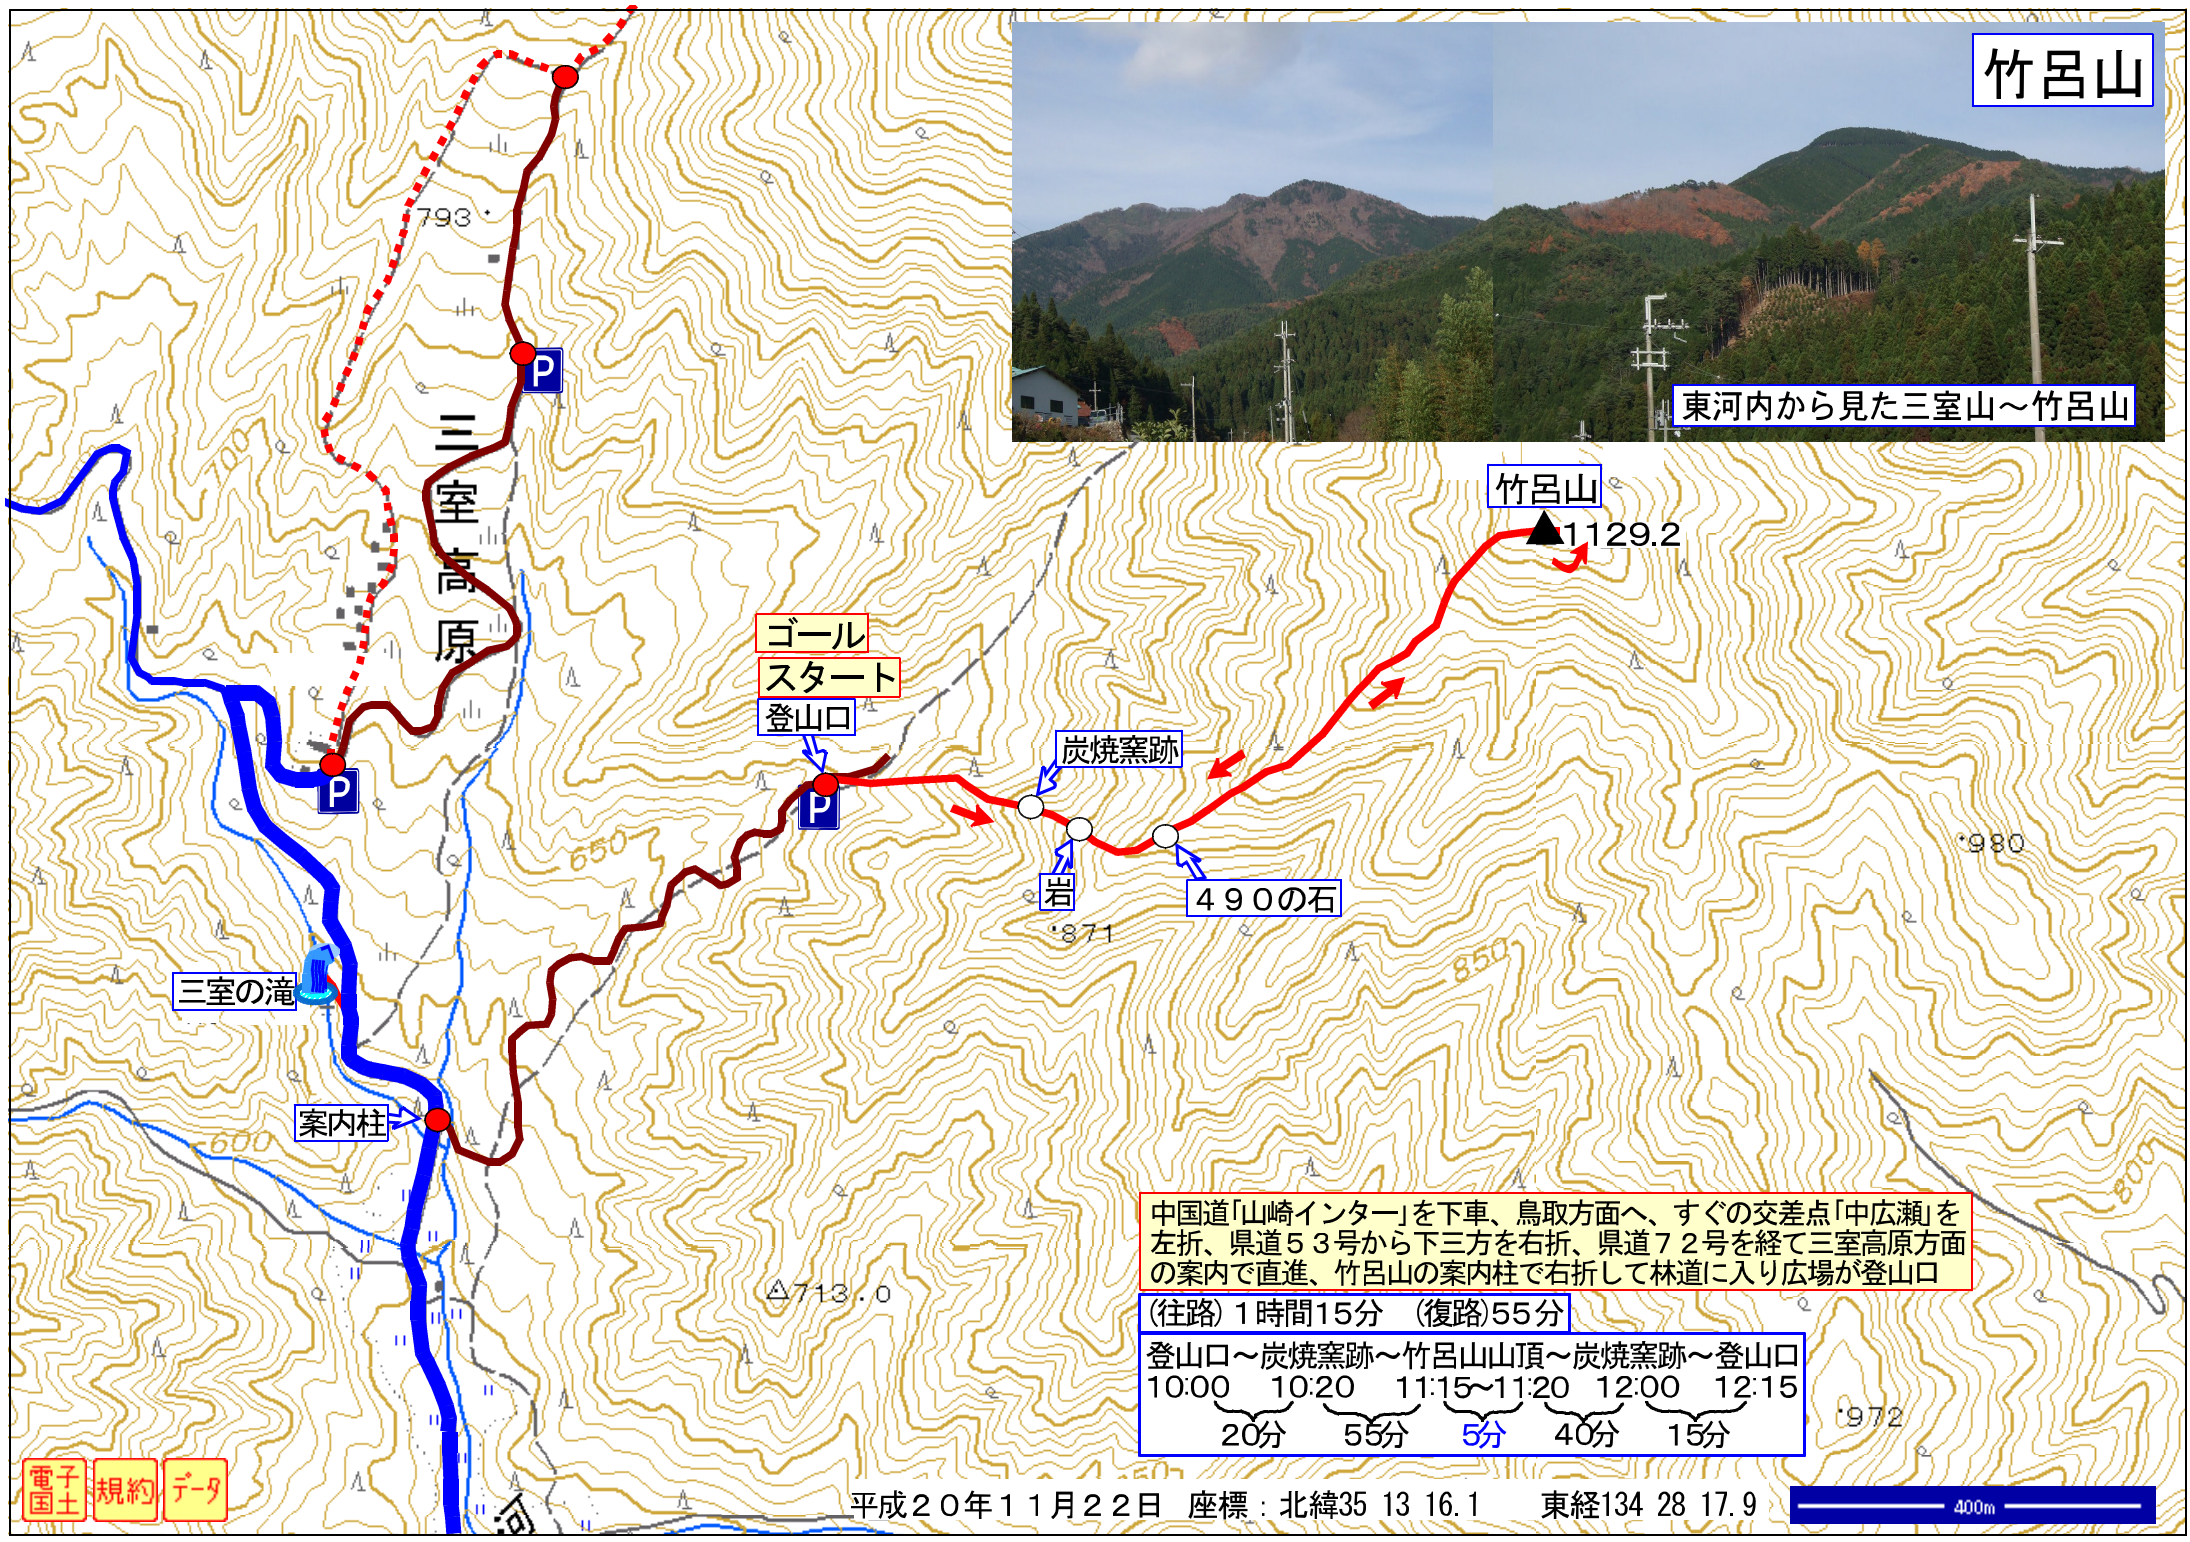 竹呂山
東河内から見た三室山～竹呂山
793
三室高原
700
P
竹呂山
1129.2
ゴール
スタート
登山口
P
炭焼窯跡
岩
４９０の石
871
650
980
850
P
三室の滝
案内柱
600
800
713.0
972
中国道「山崎インター」を下車、鳥取方面へ、すぐの交差点「中広瀬」を
左折、県道５３号から下三方を右折、県道７２号を経て三室高原方面
の案内で直進、竹呂山の案内柱で右折して林道に入り広場が登山口
(往路)１時間15分　(復路)55分
登山口～炭焼窯跡～竹呂山山頂～炭焼窯跡～登山口
10:00 10:20 11:15～11:20 12:00 12:15
20分 55分 5分 40分 15分
電子国土 規約 データ
河
平成２０年１１月２２日 座標：北緯35 13 16.1 東経134 28 17.9
400m